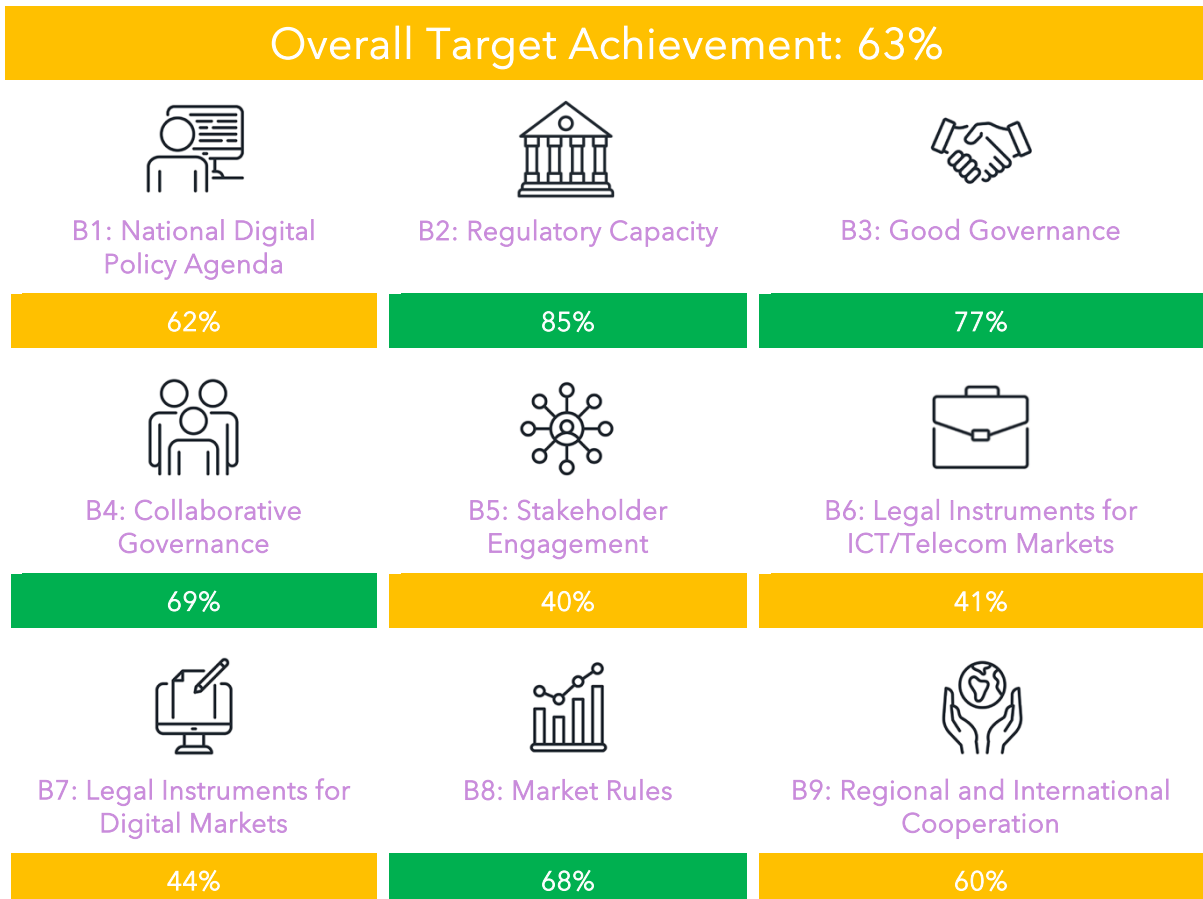 Overall Target Achievement: 63%
B1: National Digital
Policy Agenda
62%
B2: Regulatory Capacity
85%
B3: Good Governance
77%
B4: Collaborative
Governance
69%
B5: Stakeholder
Engagement
40%
B6: Legal Instruments for
ICT/Telecom Markets
41%
B7: Legal Instruments for
Digital Markets
44%
B8: Market Rules
68%
B9: Regional and International
Cooperation
60%